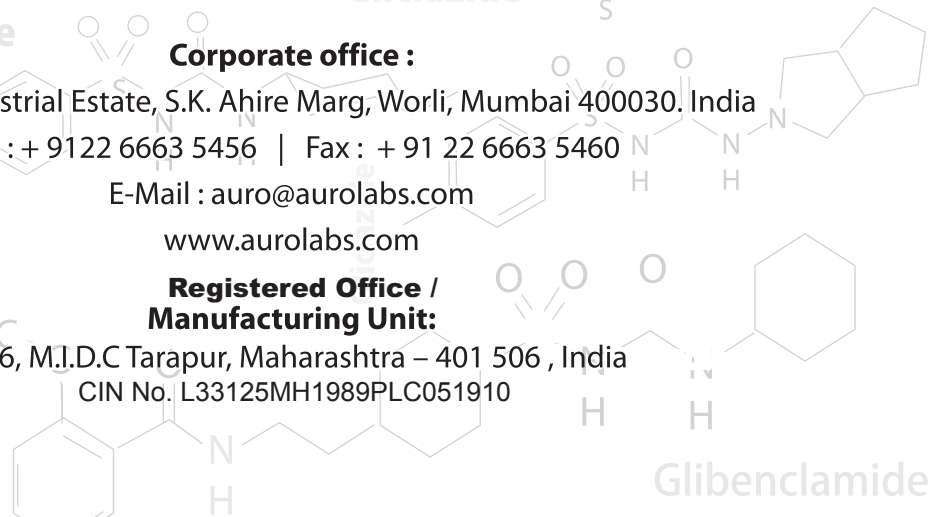 Corporate office :
strial Estate, S.K. Ahire Marg, Worli, Mumbai 400030. India
: + 9122 6663 5456 | Fax : + 91 22 6663 5460
E-Mail : auro@aurolabs.com
www.aurolabs.com
Registered Office /
Manufacturing Unit:
6, M.I.D.C Tarapur, Maharashtra – 401 506 , India
CIN No. L33125MH1989PLC051910
Glibenclamide